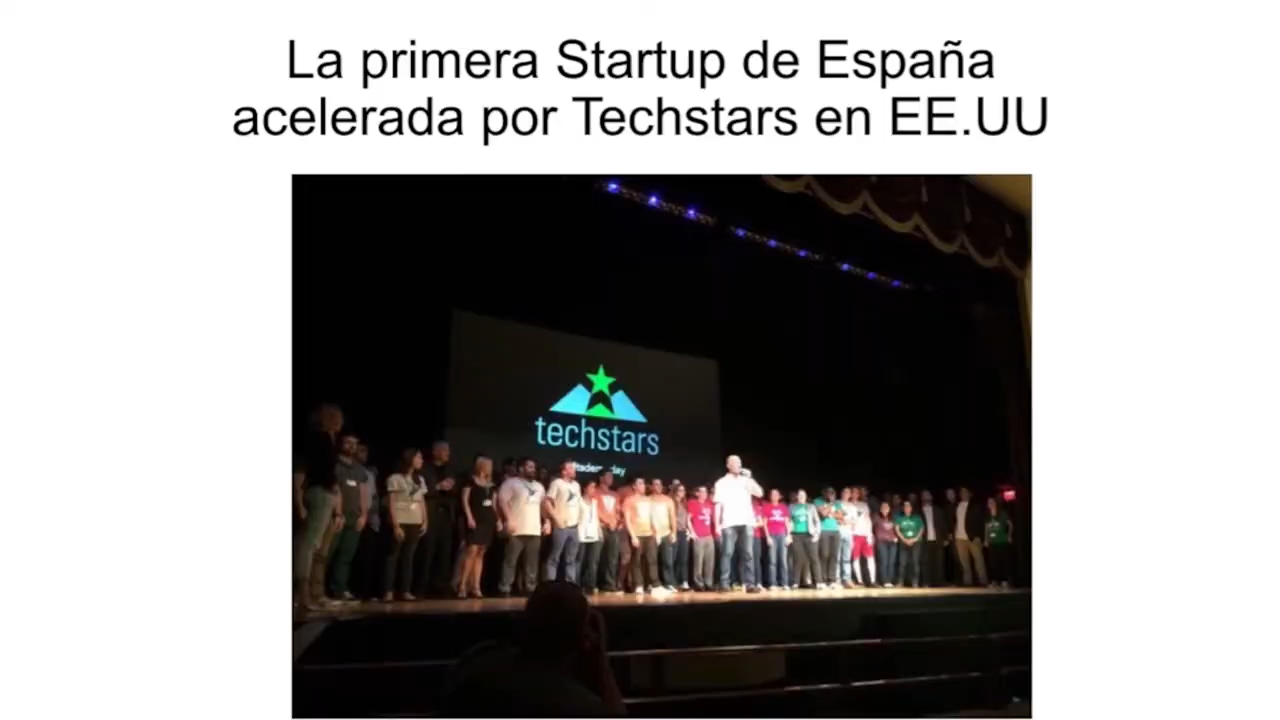 La primera Startup de España
acelerada por Techstars en EE.UU
techstars